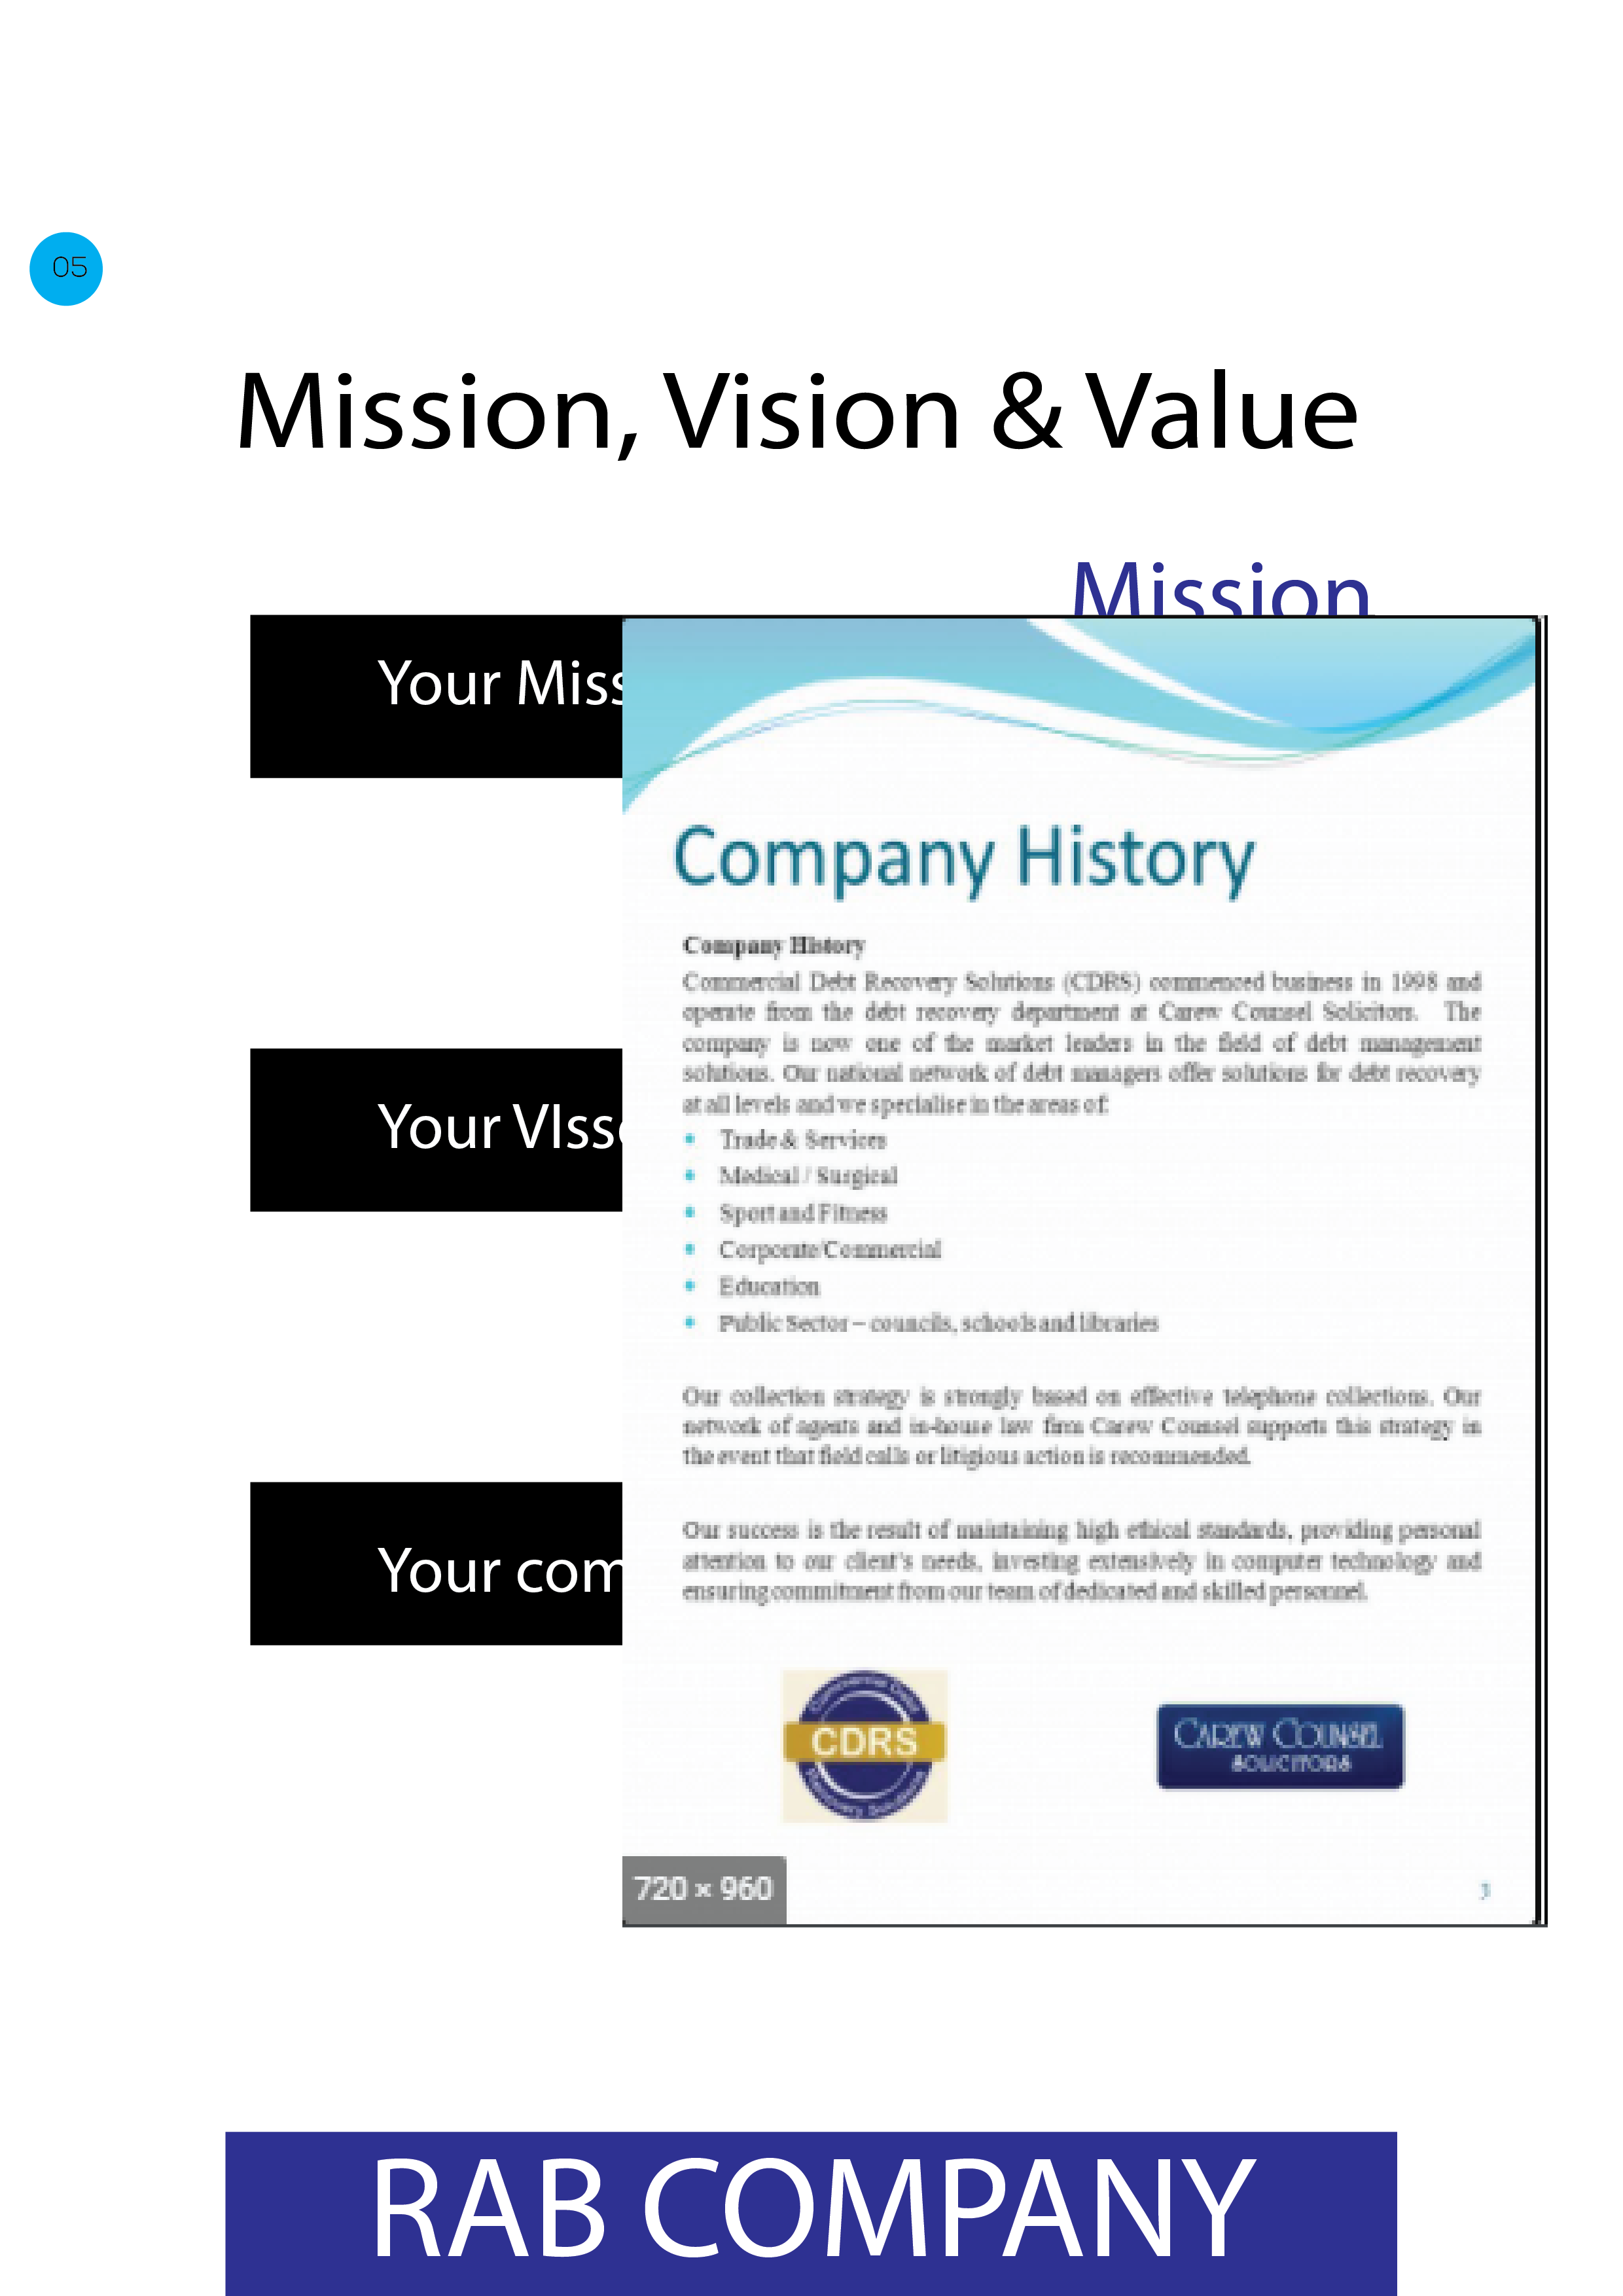 05
Mission, Vision & Value
Mission
Your Miss
Company History
Company History
Commercial Debt Recovery Solutions (CDRS) commenced business in 1998 and
operate from the debt recovery department at Carew Counsel Solicitors. The
company is now one of the market leaders in the field of debt management
solutions. Our national network of debt managers offer solutions for debt recovery
at all levels and we specialise in the areas of:
Your VIss
• Trade & Services
• Medical / Surgical
• Sport and Fitness
• Corporate/Commercial
• Education
• Public Sector – councils, schools and libraries
Our collection strategy is strongly based on effective telephone collections. Our
network of agents and in-house law firm Carew Counsel supports this strategy in
the event that field calls or litigious action is recommended.
Your com
Our success is the result of maintaining high ethical standards, providing personal
attention to our client's needs, investing extensively in computer technology and
ensuring commitment from our team of dedicated and skilled personnel.
Commercial Debt
CDRS
Recovery Solutions
CAREW COUNSEL
SOLICITORS
720 × 960
3
RAB COMPANY